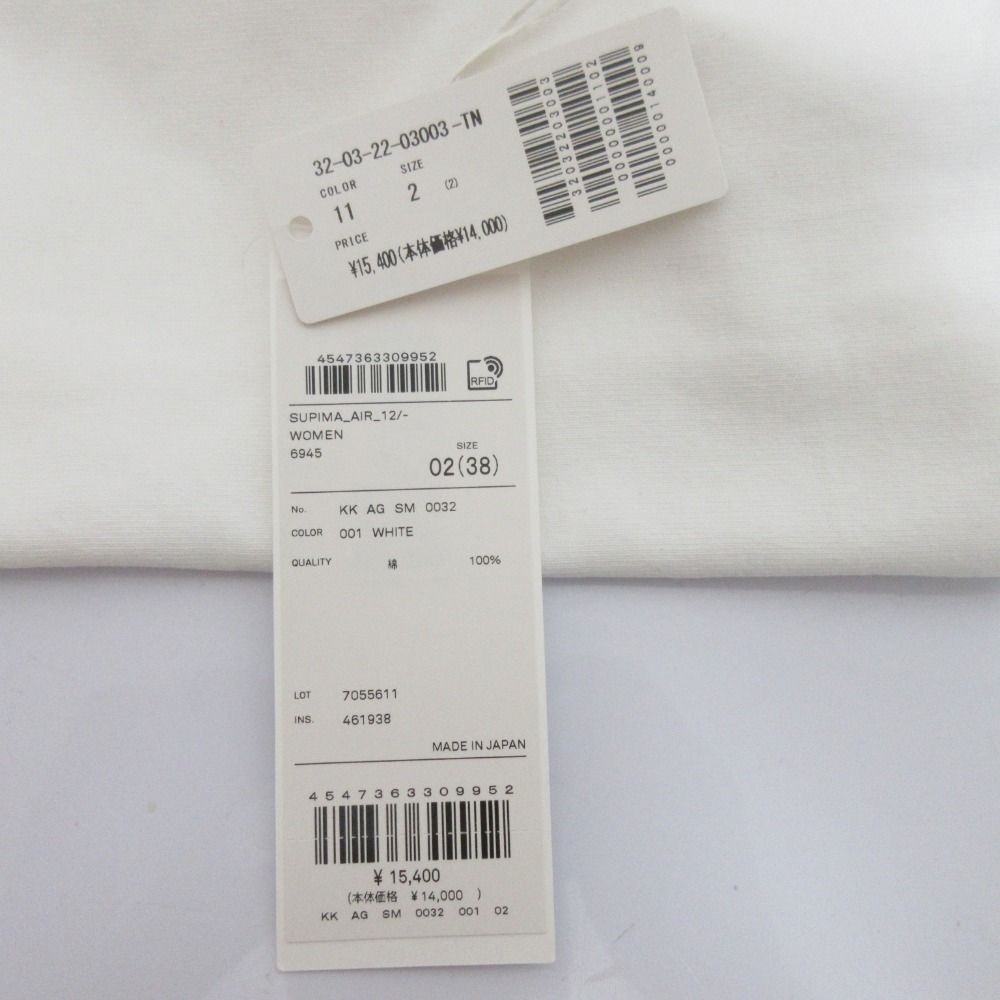 32-03-22-03003-TN
COLOR SIZE
11 2 (2)
PRICE
¥15,400(本体価格¥14,000)
32032203003
0000001102
0000140009
4547363309952
RFID
SUPIMA_AIR_12/-
WOMEN
6945
SIZE
02(38)
No. KK AG SM 0032
COLOR 001 WHITE
QUALITY 綿 100%
LOT 7055611
INS. 461938
MADE IN JAPAN
4547363309952
¥ 15,400
(本体価格 ¥14,000 )
KK AG SM 0032 001 02